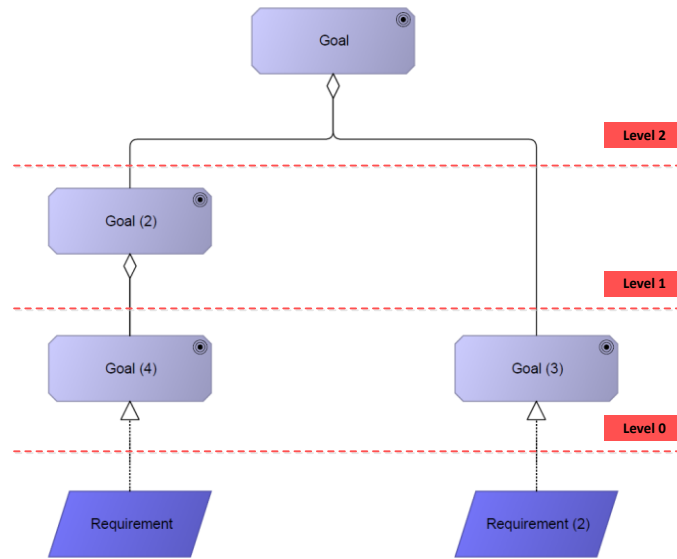 Goal
Level 2
Goal (2)
Level 1
Goal (4)
Goal (3)
Level 0
Requirement
Requirement (2)